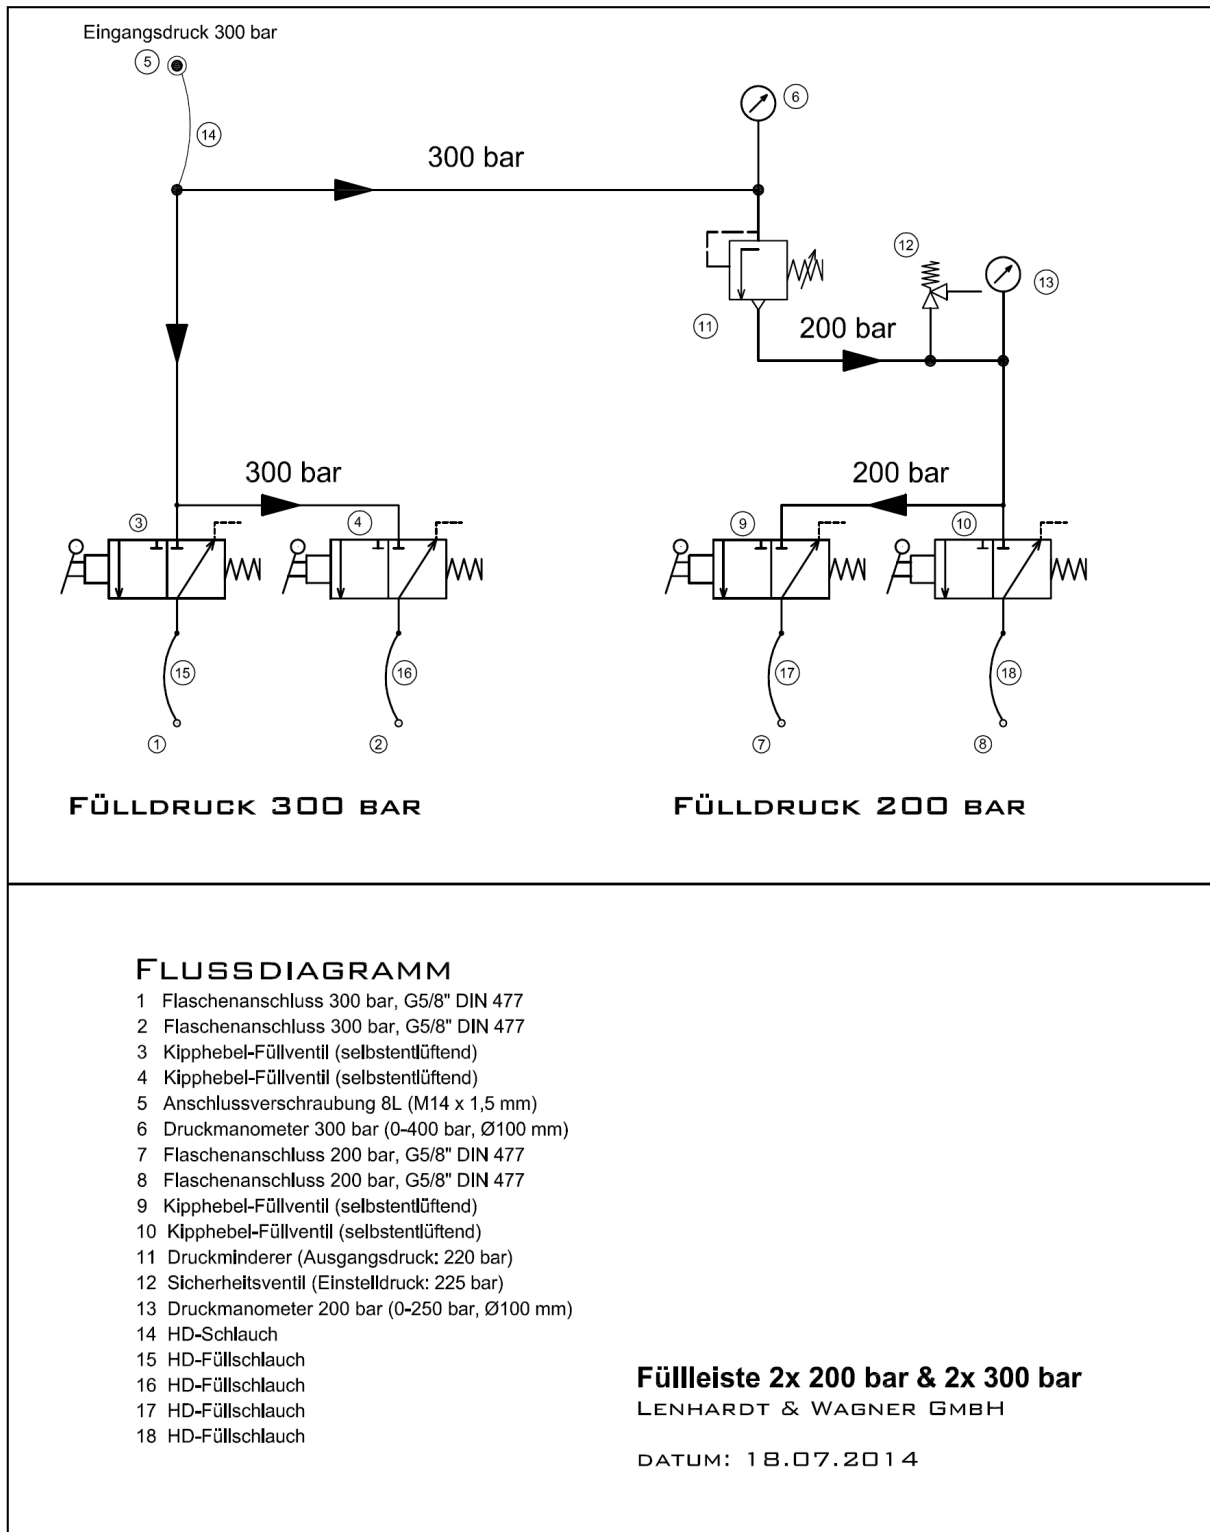 Eingangsdruck 300 bar
5
6
14
300 bar
12
13
11
200 bar
300 bar
200 bar
3
4
9
10
15
16
17
18
1
2
7
8
FÜLLDRUCK 300 BAR
FÜLLDRUCK 200 BAR
FLUSSDIAGRAMM
1 Flaschenanschluss 300 bar, G5/8" DIN 477
2 Flaschenanschluss 300 bar, G5/8" DIN 477
3 Kipphebel-Füllventil (selbstentlüftend)
4 Kipphebel-Füllventil (selbstentlüftend)
5 Anschlussverschraubung 8L (M14 x 1,5 mm)
6 Druckmanometer 300 bar (0-400 bar, Ø100 mm)
7 Flaschenanschluss 200 bar, G5/8" DIN 477
8 Flaschenanschluss 200 bar, G5/8" DIN 477
9 Kipphebel-Füllventil (selbstentlüftend)
10 Kipphebel-Füllventil (selbstentlüftend)
11 Druckminderer (Ausgangsdruck: 220 bar)
12 Sicherheitsventil (Einstelldruck: 225 bar)
13 Druckmanometer 200 bar (0-250 bar, Ø100 mm)
14 HD-Schlauch
15 HD-Füllschlauch
16 HD-Füllschlauch
17 HD-Füllschlauch
18 HD-Füllschlauch
Füllleiste 2x 200 bar & 2x 300 bar
LENHARDT & WAGNER GMBH
DATUM: 18.07.2014